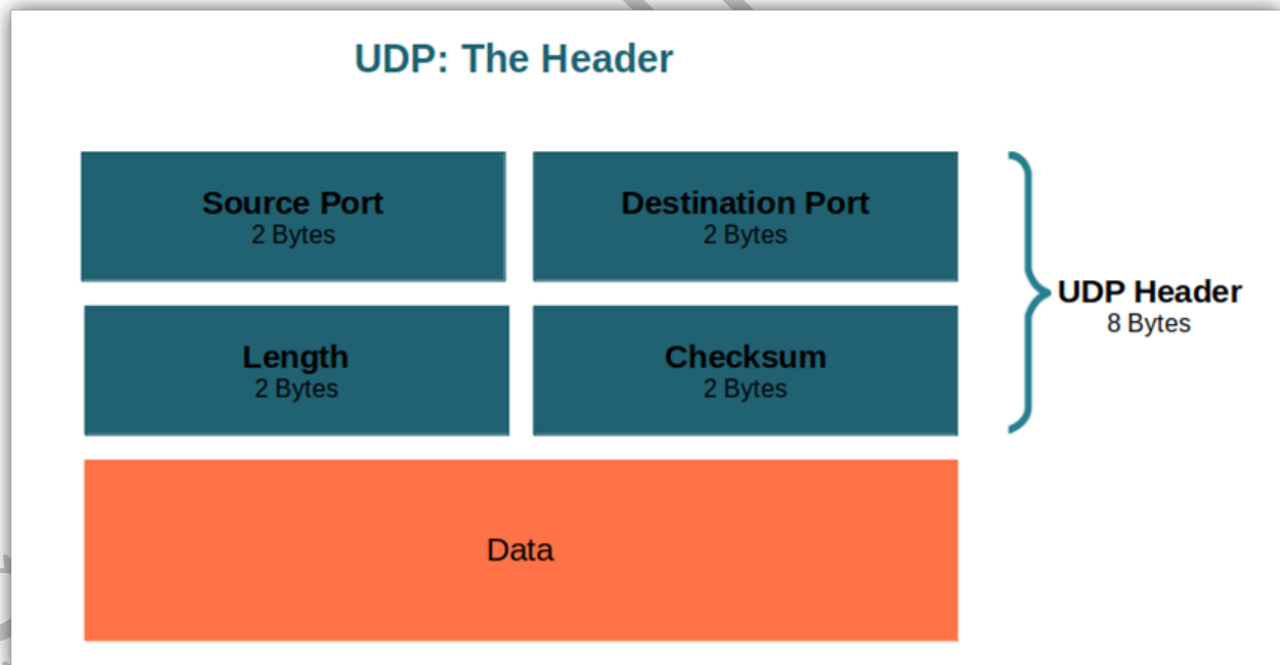 UDP: The Header
Source Port
2 Bytes
Destination Port
2 Bytes
Length
2 Bytes
Checksum
2 Bytes
UDP Header
8 Bytes
Data